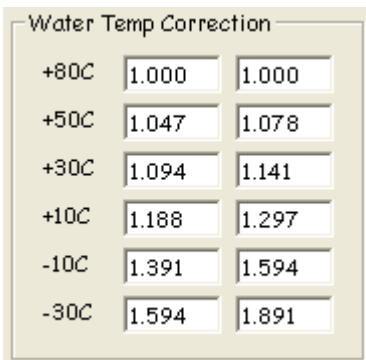 Water Temp Correction
+80C 1.000 1.000
+50C 1.047 1.078
+30C 1.094 1.141
+10C 1.188 1.297
-10C 1.391 1.594
-30C 1.594 1.891